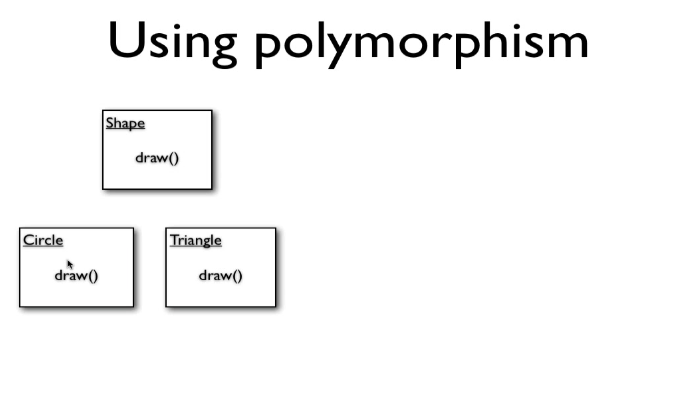 Using polymorphism
Shape
draw()
Circle
draw()
Triangle
draw()